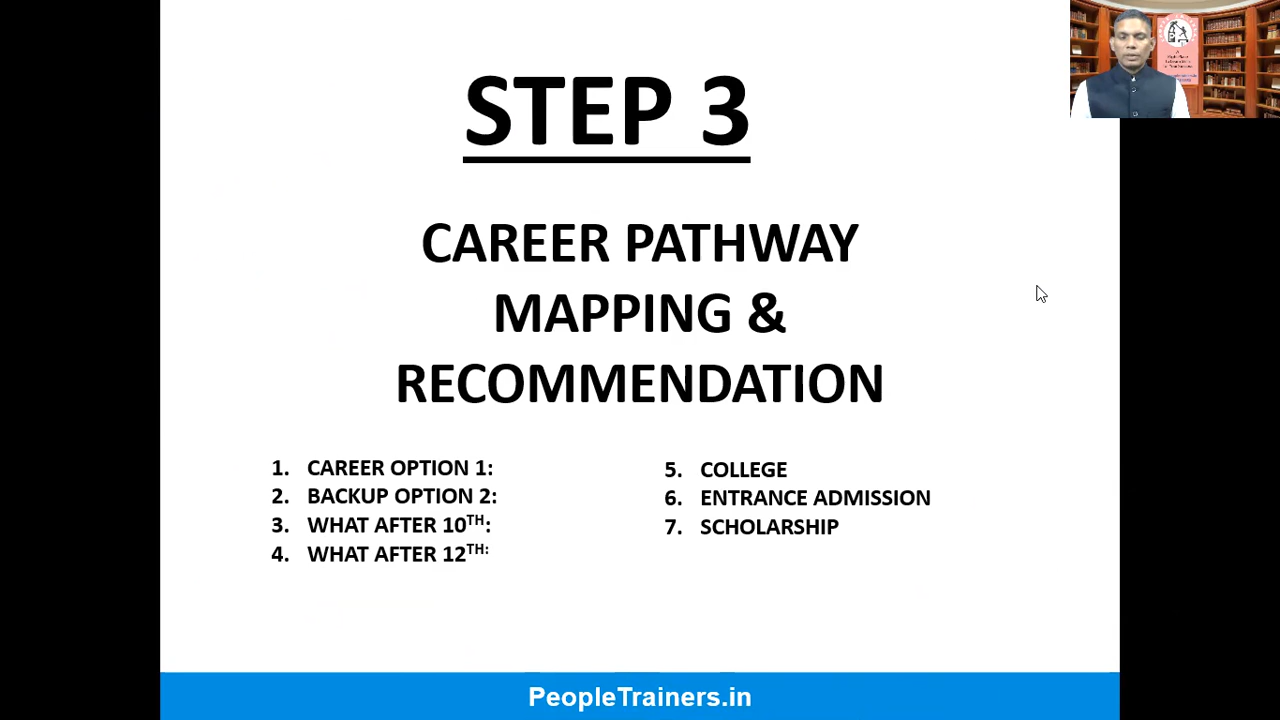 STEP 3
CAREER PATHWAY
MAPPING &
RECOMMENDATION
1. CAREER OPTION 1:
2. BACKUP OPTION 2:
3. WHAT AFTER 10TH:
4. WHAT AFTER 12TH:
5. COLLEGE
6. ENTRANCE ADMISSION
7. SCHOLARSHIP
PeopleTrainers.in